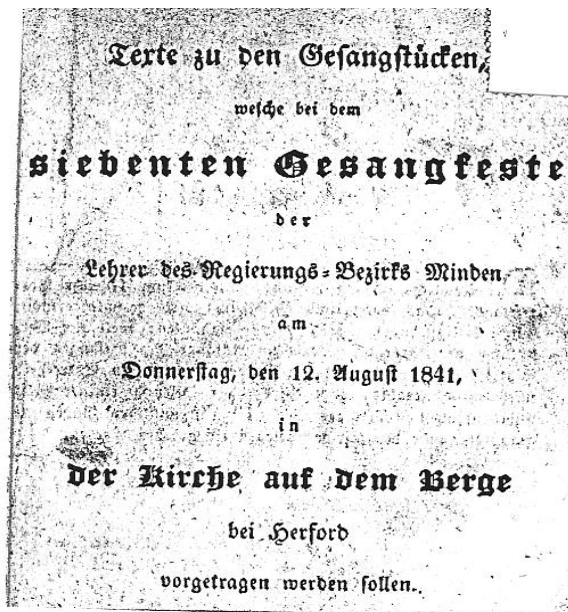 Texte zu den Gesangstücken,
welche bei dem
siebenten Gesangfeste
der
Lehrer des Regierungs-Bezirks Minden
am
Donnerstag, den 12. August 1841,
in
der Kirche auf dem Berge
bei Herford
vorgetragen werden sollen.